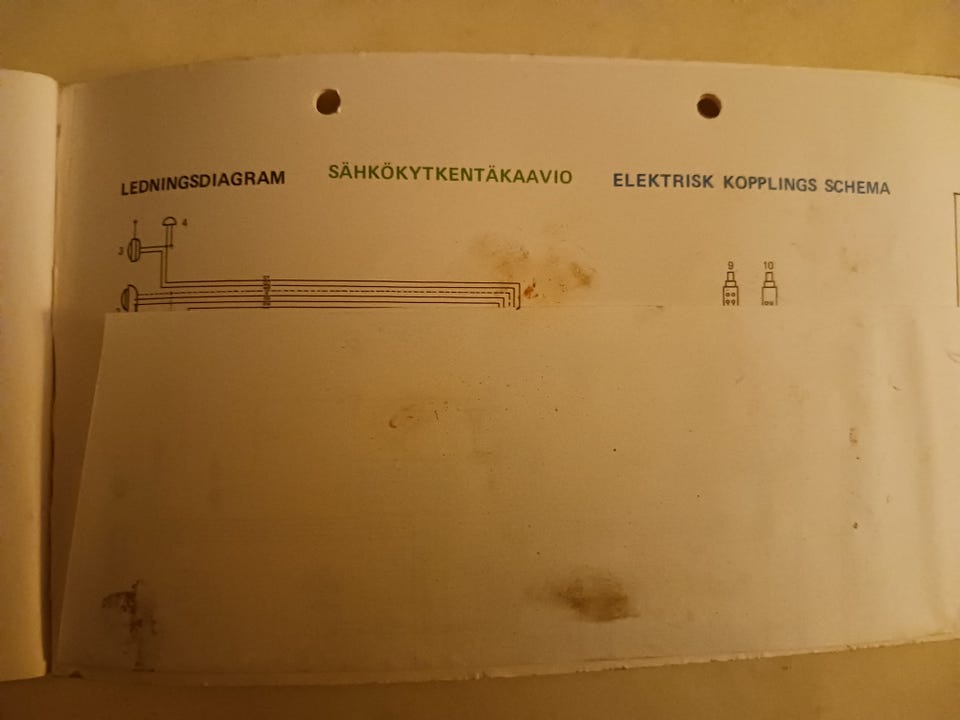 LEDNINGSDIAGRAM SÄHKÖKYTKENTÄKAAVIO ELEKTRISK KOPPLINGS SCHEMA
4
3
9 10